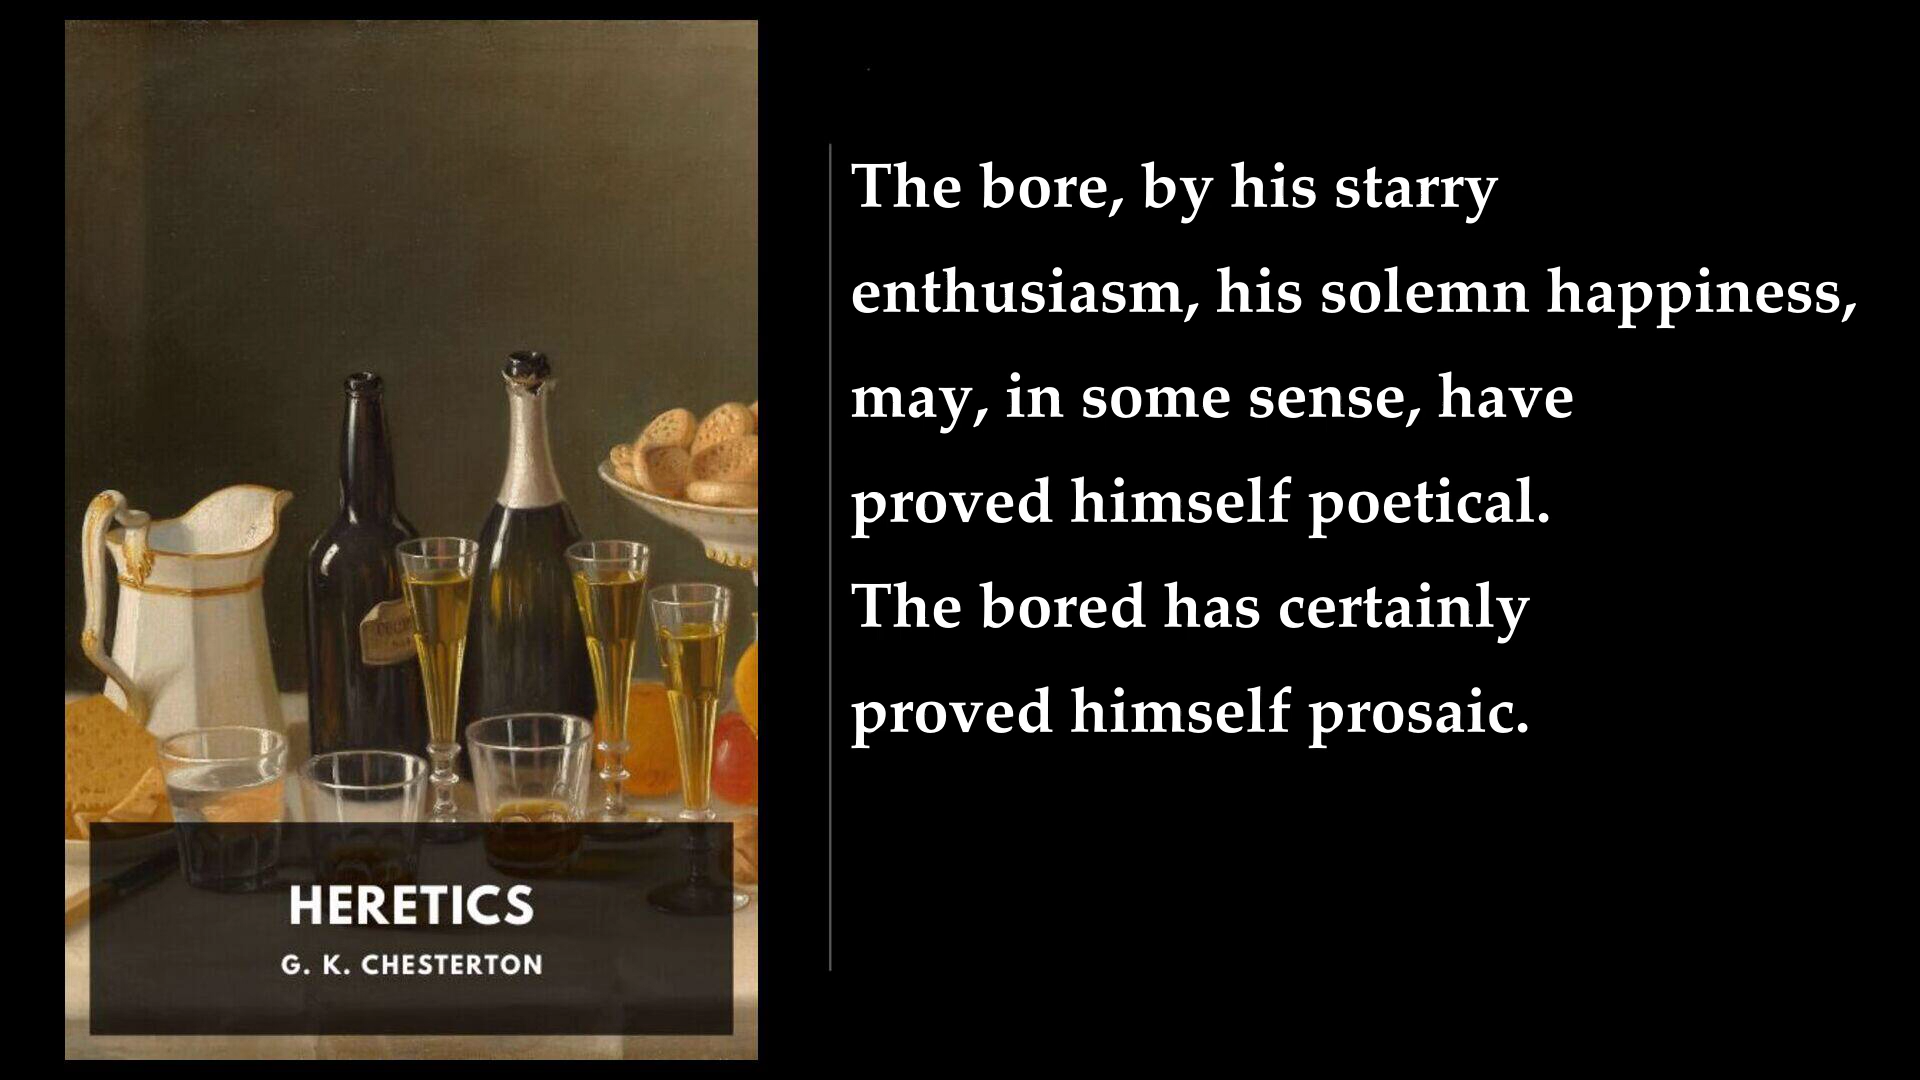 The bore, by his starry
enthusiasm, his solemn happiness,
may, in some sense, have
proved himself poetical.
The bored has certainly
proved himself prosaic.
HERETICS
G. K. CHESTERTON